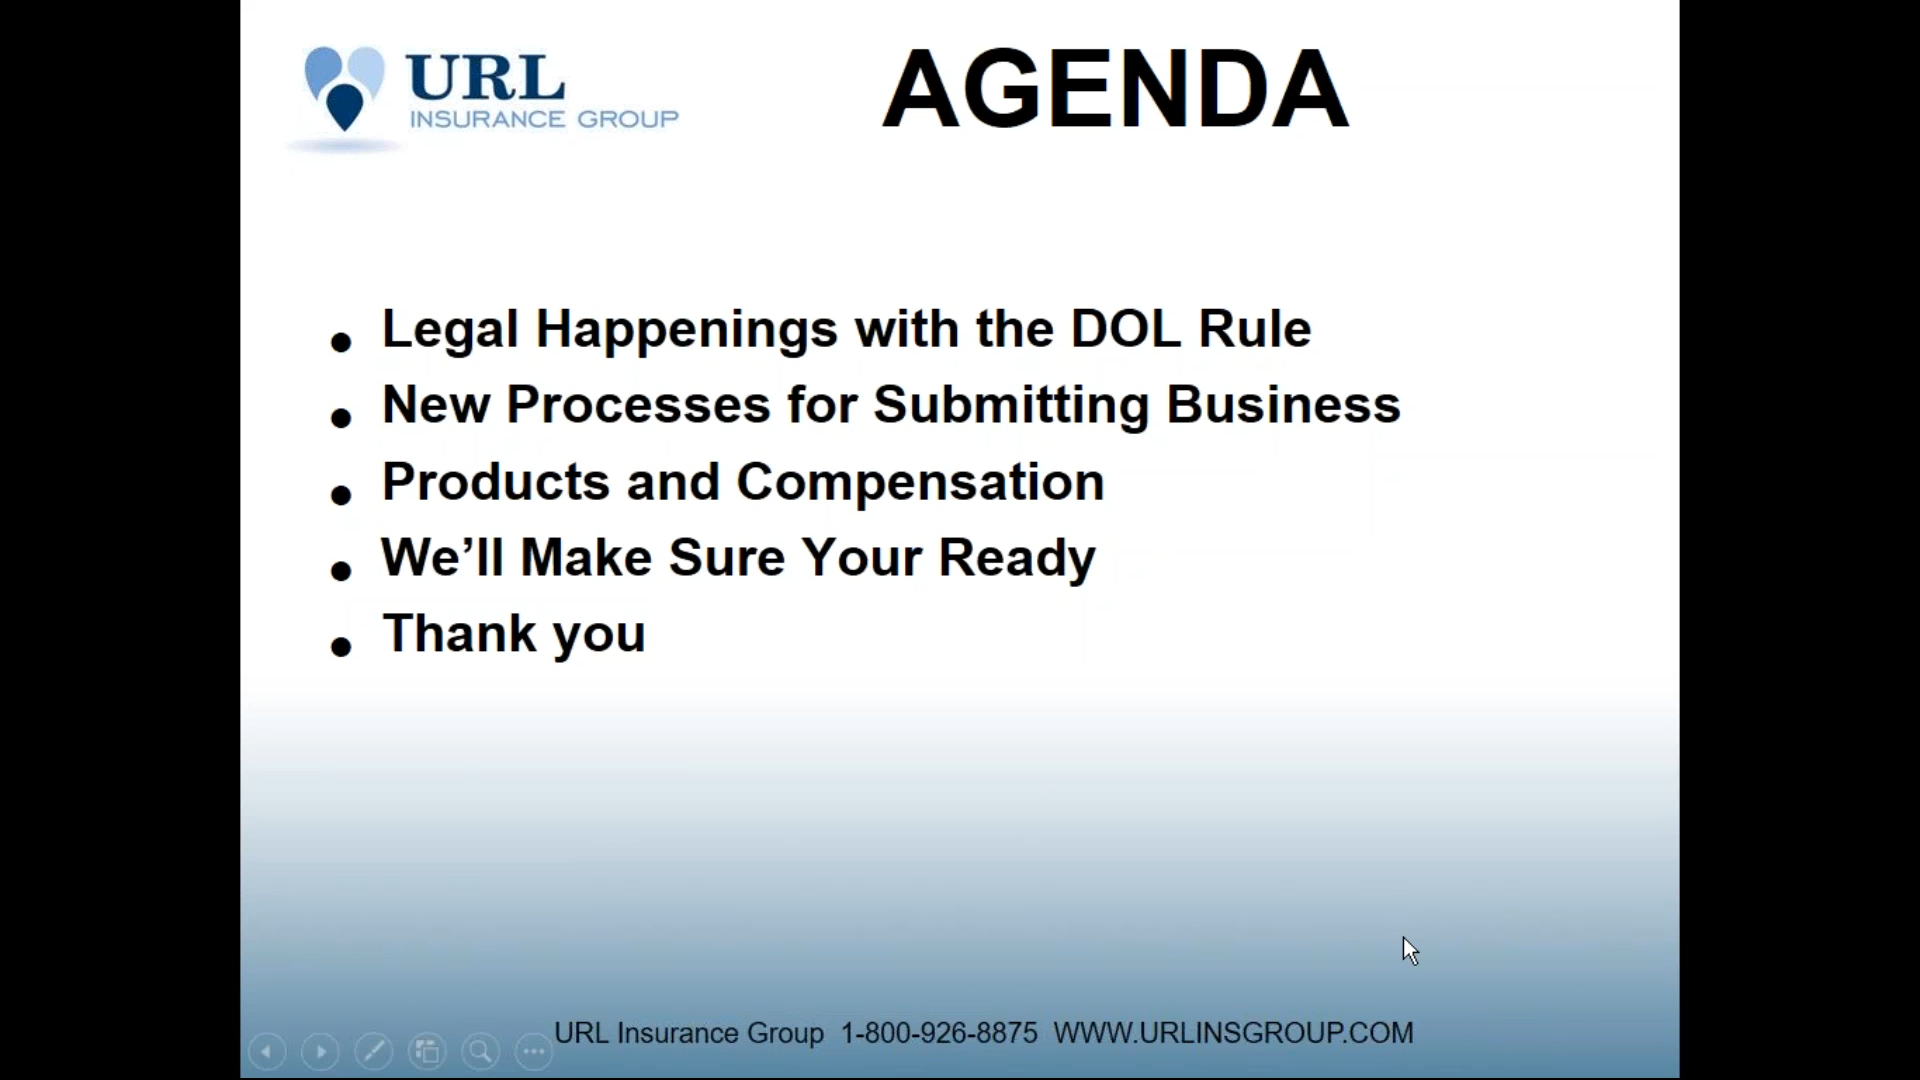 URL
INSURANCE GROUP
AGENDA
• Legal Happenings with the DOL Rule
• New Processes for Submitting Business
• Products and Compensation
• We’ll Make Sure Your Ready
• Thank you
URL Insurance Group 1-800-926-8875 WWW.URLINSGROUP.COM